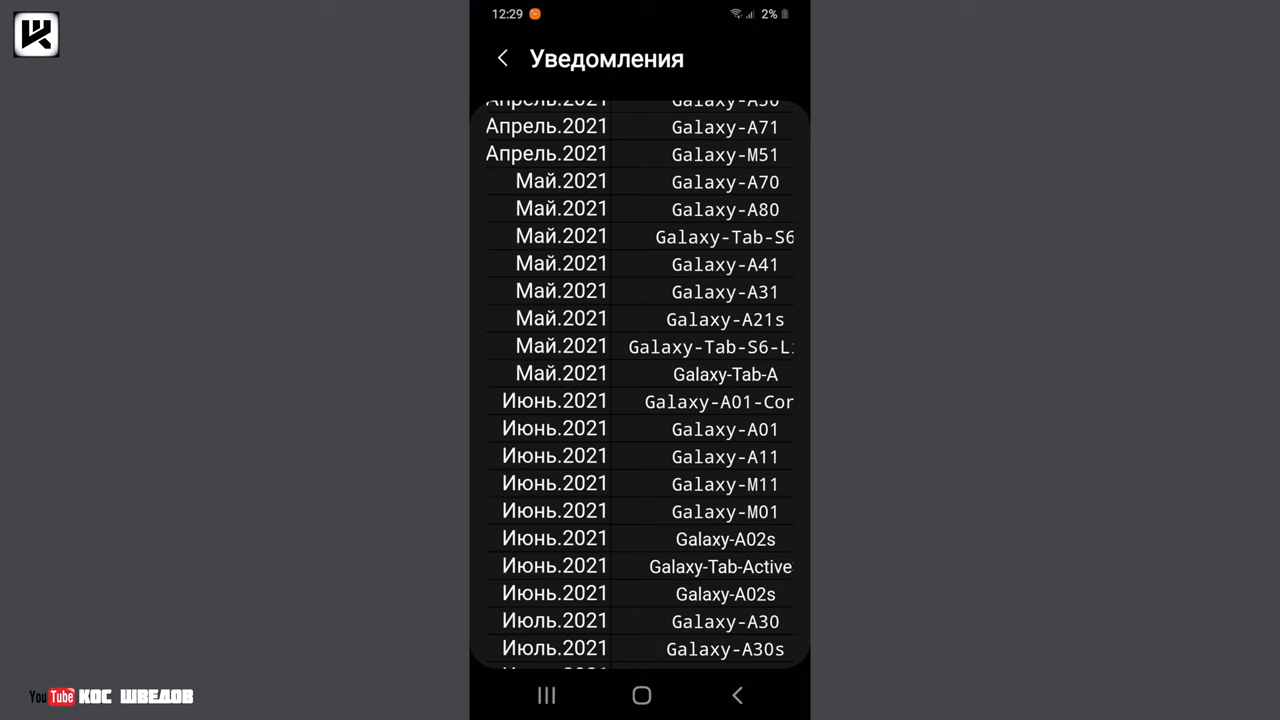 12:29 2%
Уведомления
Апрель.2021 Galaxy-A50
Апрель.2021 Galaxy-A71
Апрель.2021 Galaxy-M51
Май.2021 Galaxy-A70
Май.2021 Galaxy-A80
Май.2021 Galaxy-Tab-S6
Май.2021 Galaxy-A41
Май.2021 Galaxy-A31
Май.2021 Galaxy-A21s
Май.2021 Galaxy-Tab-S6-L
Май.2021 Galaxy-Tab-A
Июнь.2021 Galaxy-A01-Cor
Июнь.2021 Galaxy-A01
Июнь.2021 Galaxy-A11
Июнь.2021 Galaxy-M11
Июнь.2021 Galaxy-M01
Июнь.2021 Galaxy-A02s
Июнь.2021 Galaxy-Tab-Active
Июнь.2021 Galaxy-A02s
Июль.2021 Galaxy-A30
Июль.2021 Galaxy-A30s
YouTube КОС ШВЕДОВ